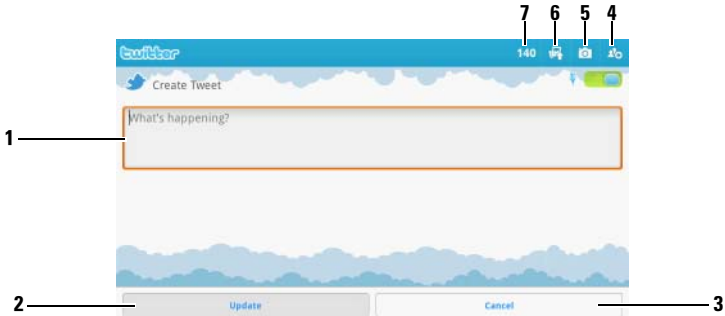 7 6 5 4
twitter 140
Create Tweet
What's happening?
1
2 Update Cancel 3